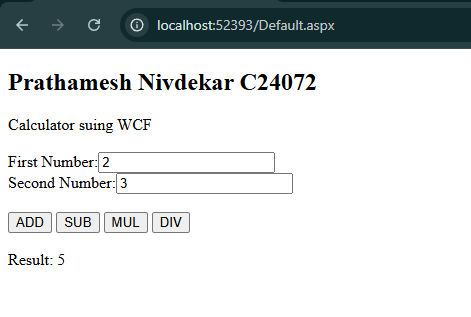 localhost:52393/Default.aspx
Prathamesh Nivdekar C24072
Calculator suing WCF
First Number:2
Second Number:3
ADD SUB MUL DIV
Result: 5